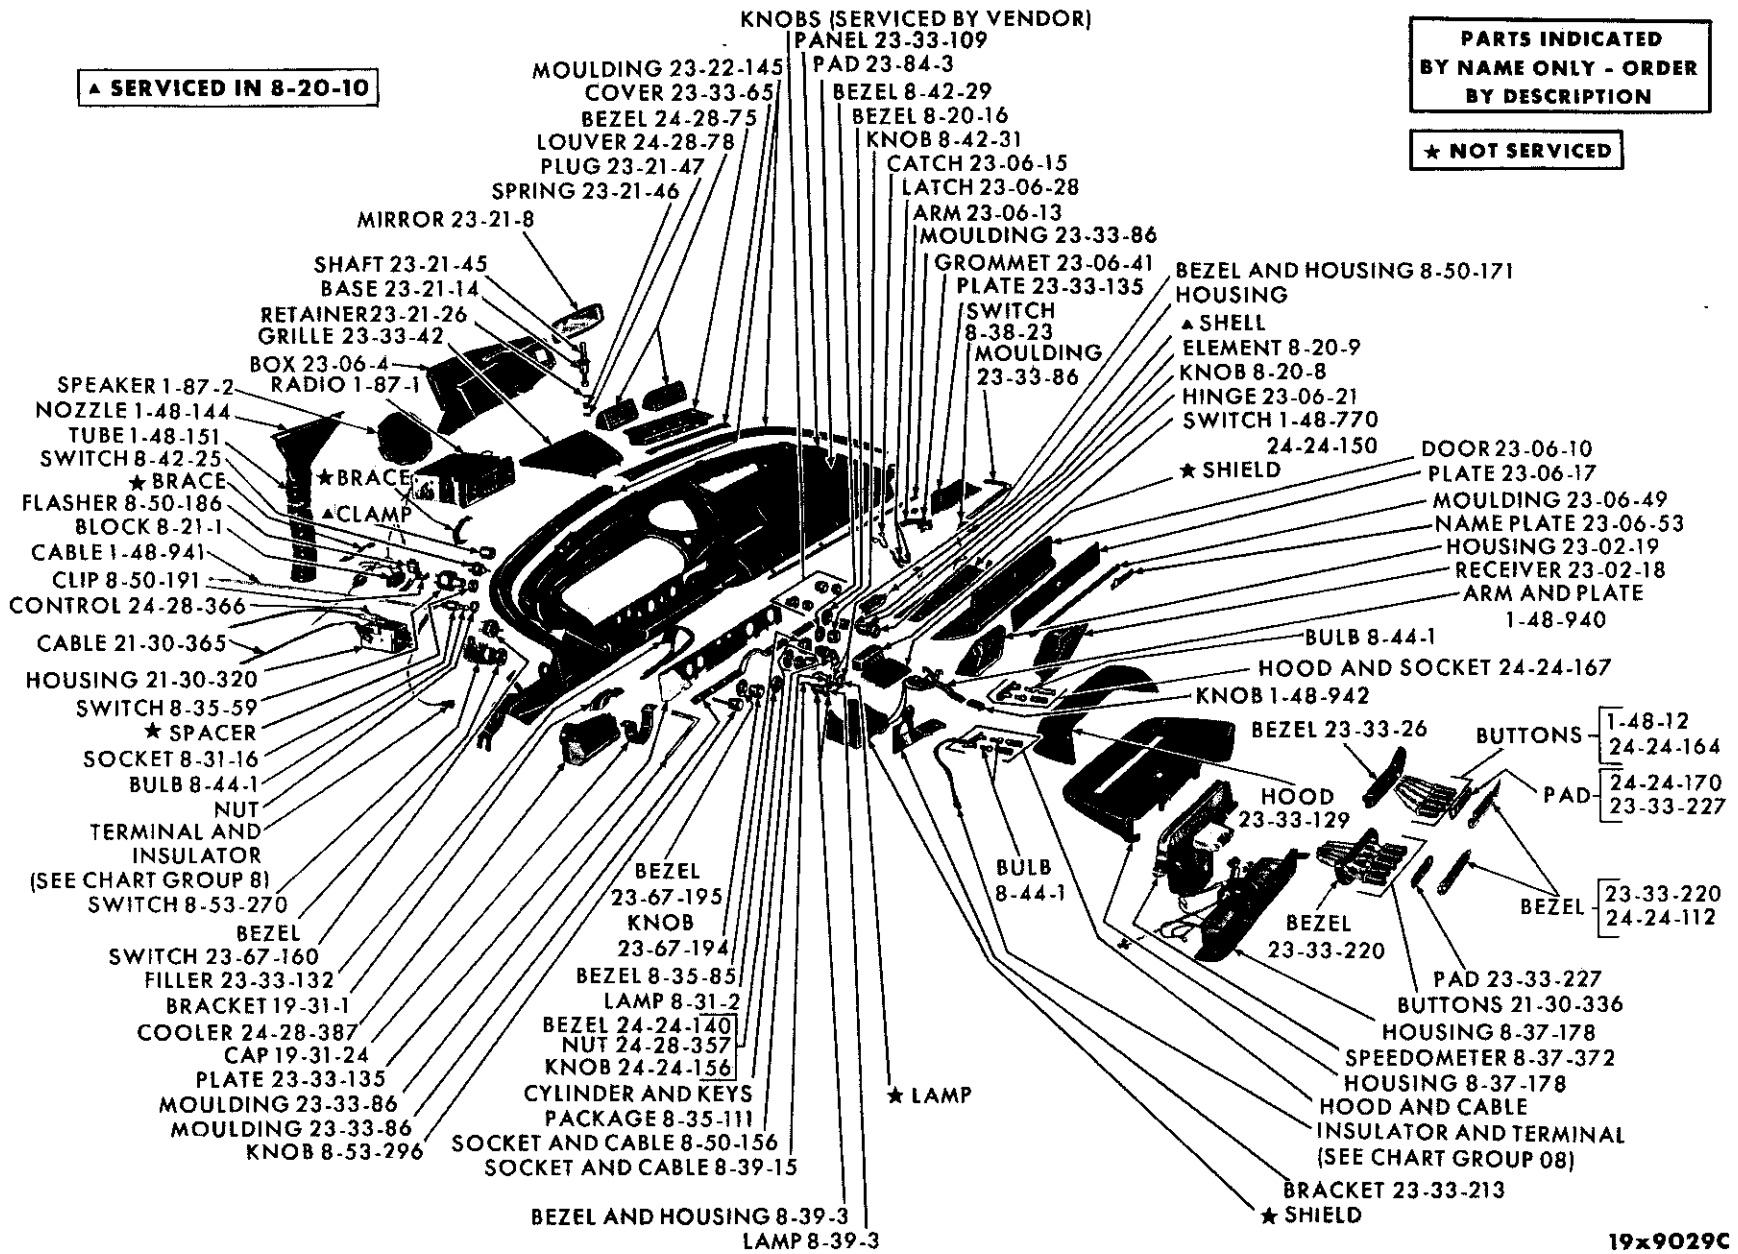 KNOBS (SERVICED BY VENDOR)
PANEL 23-33-109
MOULDING 23-22-145
PAD 23-84-3
COVER 23-33-65
BEZEL 8-42-29
BEZEL 24-28-75
BEZEL 8-20-16
LOUVER 24-28-78
KNOB 8-42-31
PLUG 23-21-47
CATCH 23-06-15
SPRING 23-21-46
LATCH 23-06-28
MIRROR 23-21-8
ARM 23-06-13
MOULDING 23-33-86
SHAFT 23-21-45
GROMMET 23-06-41
BASE 23-21-14
PLATE 23-33-135
RETAINER 23-21-26
SWITCH
8-38-23
GRILLE 23-33-42
MOULDING
23-33-86
BOX 23-06-4
▲ SERVICED IN 8-20-10
PARTS INDICATED
BY NAME ONLY - ORDER
BY DESCRIPTION
★ NOT SERVICED
SPEAKER 1-87-2
RADIO 1-87-1
NOZZLE 1-48-144
TUBE 1-48-151
SWITCH 8-42-25
★ BRACE
★ BRACE
FLASHER 8-50-186
▲ CLAMP
BLOCK 8-21-1
CABLE 1-48-941
CLIP 8-50-191
CONTROL 24-28-366
CABLE 21-30-365
HOUSING 21-30-320
SWITCH 8-35-59
★ SPACER
SOCKET 8-31-16
BULB 8-44-1
NUT
TERMINAL AND
INSULATOR
(SEE CHART GROUP 8)
SWITCH 8-53-270
BEZEL
SWITCH 23-67-160
FILLER 23-33-132
BRACKET 19-31-1
COOLER 24-28-387
CAP 19-31-24
PLATE 23-33-135
MOULDING 23-33-86
MOULDING 23-33-86
KNOB 8-53-296
BEZEL AND HOUSING 8-50-171
HOUSING
▲ SHELL
ELEMENT 8-20-9
KNOB 8-20-8
HINGE 23-06-21
SWITCH 1-48-770
24-24-150
★ SHIELD
DOOR 23-06-10
PLATE 23-06-17
MOULDING 23-06-49
NAME PLATE 23-06-53
HOUSING 23-02-19
RECEIVER 23-02-18
ARM AND PLATE
1-48-940
BULB 8-44-1
HOOD AND SOCKET 24-24-167
KNOB 1-48-942
BEZEL 23-33-26
BUTTONS
1-48-12
24-24-164
PAD
24-24-170
23-33-227
HOOD
23-33-129
BULB
8-44-1
BEZEL
23-33-220
24-24-112
BEZEL
23-33-220
PAD 23-33-227
BUTTONS 21-30-336
HOUSING 8-37-178
SPEEDOMETER 8-37-372
HOUSING 8-37-178
HOOD AND CABLE
INSULATOR AND TERMINAL
(SEE CHART GROUP 08)
BRACKET 23-33-213
★ SHIELD
BEZEL
23-67-195
KNOB
23-67-194
BEZEL 8-35-85
LAMP 8-31-2
BEZEL 24-24-140
NUT 24-28-357
KNOB 24-24-156
CYLINDER AND KEYS
PACKAGE 8-35-111
SOCKET AND CABLE 8-50-156
SOCKET AND CABLE 8-39-15
★ LAMP
BEZEL AND HOUSING 8-39-3
LAMP 8-39-3
19x9029C